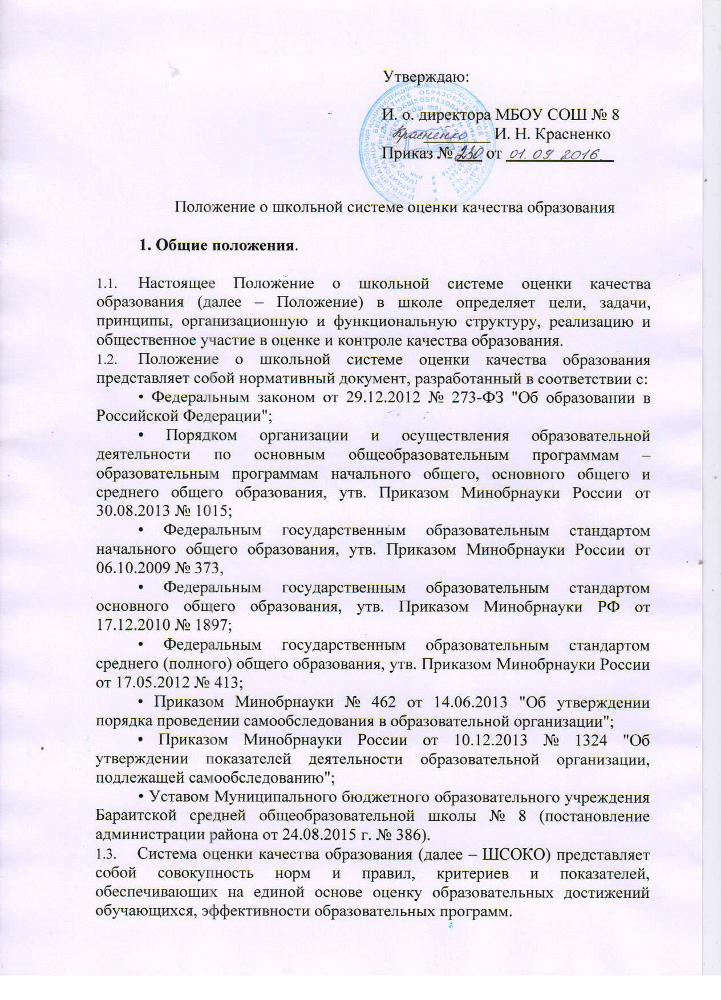 Утверждаю:
И. о. директора МБОУ СОШ № 8
Красненко И. Н. Красненко
Приказ № 230 от 01.09.2016.
Положение о школьной системе оценки качества образования
1. Общие положения.
1.1. Настоящее Положение о школьной системе оценки качества
образования (далее – Положение) в школе определяет цели, задачи,
принципы, организационную и функциональную структуру, реализацию и
общественное участие в оценке и контроле качества образования.
1.2. Положение о школьной системе оценки качества образования
представляет собой нормативный документ, разработанный в соответствии с:
• Федеральным законом от 29.12.2012 № 273-ФЗ "Об образовании в
Российской Федерации";
• Порядком организации и осуществления образовательной
деятельности по основным общеобразовательным программам –
образовательным программам начального общего, основного общего и
среднего общего образования, утв. Приказом Минобрнауки России от
30.08.2013 № 1015;
• Федеральным государственным образовательным стандартом
начального общего образования, утв. Приказом Минобрнауки России от
06.10.2009 № 373,
• Федеральным государственным образовательным стандартом
основного общего образования, утв. Приказом Минобрнауки РФ от
17.12.2010 № 1897;
• Федеральным государственным образовательным стандартом
среднего (полного) общего образования, утв. Приказом Минобрнауки России
от 17.05.2012 № 413;
• Приказом Минобрнауки № 462 от 14.06.2013 "Об утверждении
порядка проведении самообследования в образовательной организации";
• Приказом Минобрнауки России от 10.12.2013 № 1324 "Об
утверждении показателей деятельности образовательной организации,
подлежащей самообследованию";
• Уставом Муниципального бюджетного образовательного учреждения
Бараитской средней общеобразовательной школы № 8 (постановление
администрации района от 24.08.2015 г. № 386).
1.3. Система оценки качества образования (далее – ШСОКО) представляет
собой совокупность норм и правил, критериев и показателей,
обеспечивающих на единой основе оценку образовательных достижений
обучающихся, эффективности образовательных программ.